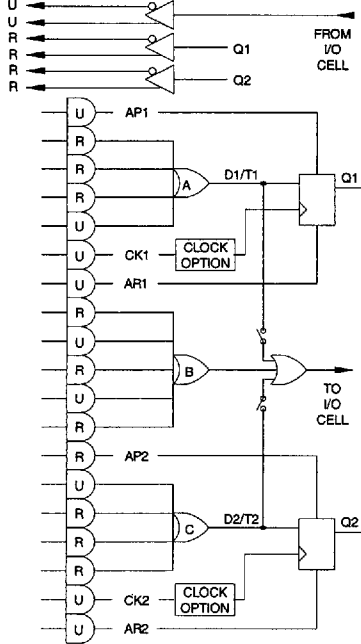 U
U
R
R
R
R
FROM
I/O
CELL
Q1
Q2
U AP1
R
R
R
U
A D1/T1 Q1
U CK1 CLOCK
OPTION
U AR1
R
U
R
U
R
B
TO
I/O
CELL
R AP2
U
R
R
R
C D2/T2 Q2
U CK2 CLOCK
OPTION
U AR2